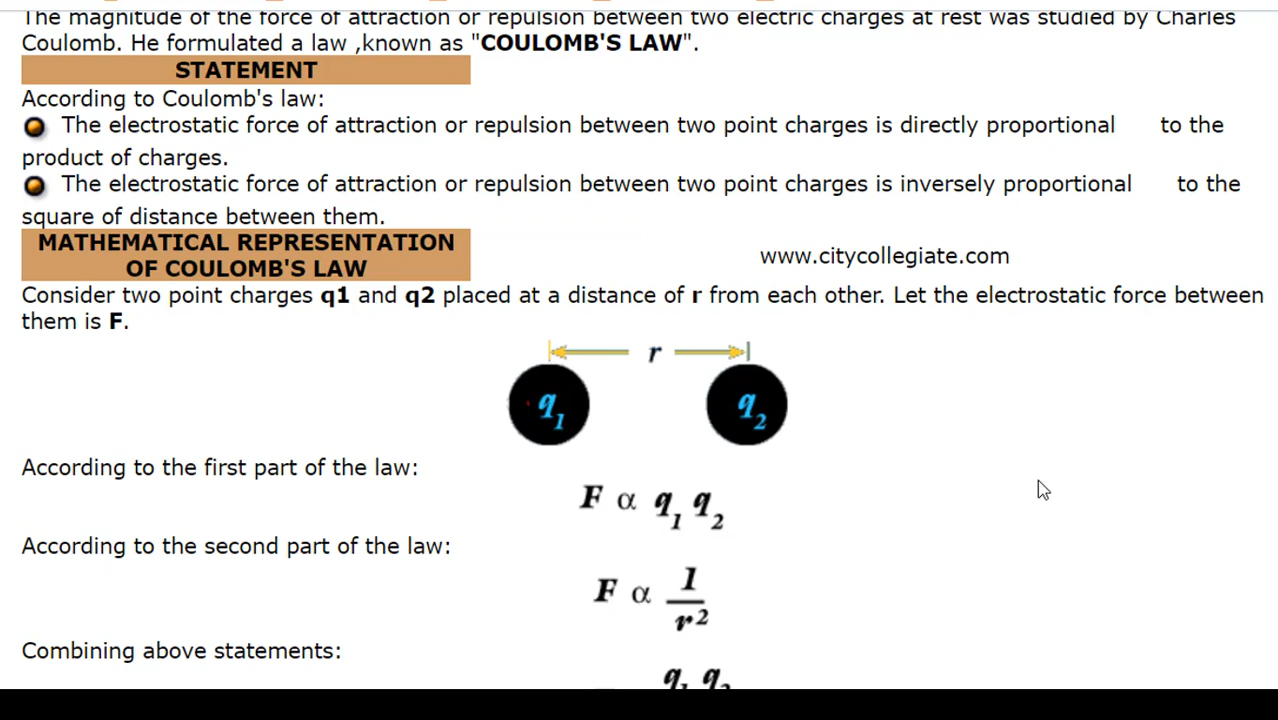 The magnitude of the force of attraction or repulsion between two electric charges at rest was studied by Charles
Coulomb. He formulated a law ,known as "COULOMB'S LAW".
STATEMENT
According to Coulomb's law:
The electrostatic force of attraction or repulsion between two point charges is directly proportional to the
product of charges.
The electrostatic force of attraction or repulsion between two point charges is inversely proportional to the
square of distance between them.
MATHEMATICAL REPRESENTATION
OF COULOMB'S LAW
www.citycollegiate.com
Consider two point charges q1 and q2 placed at a distance of r from each other. Let the electrostatic force between
them is F.
r
q₁ q₂
According to the first part of the law:
F α q₁ q₂
According to the second part of the law:
F α 1/r²
Combining above statements:
q₁ q₂